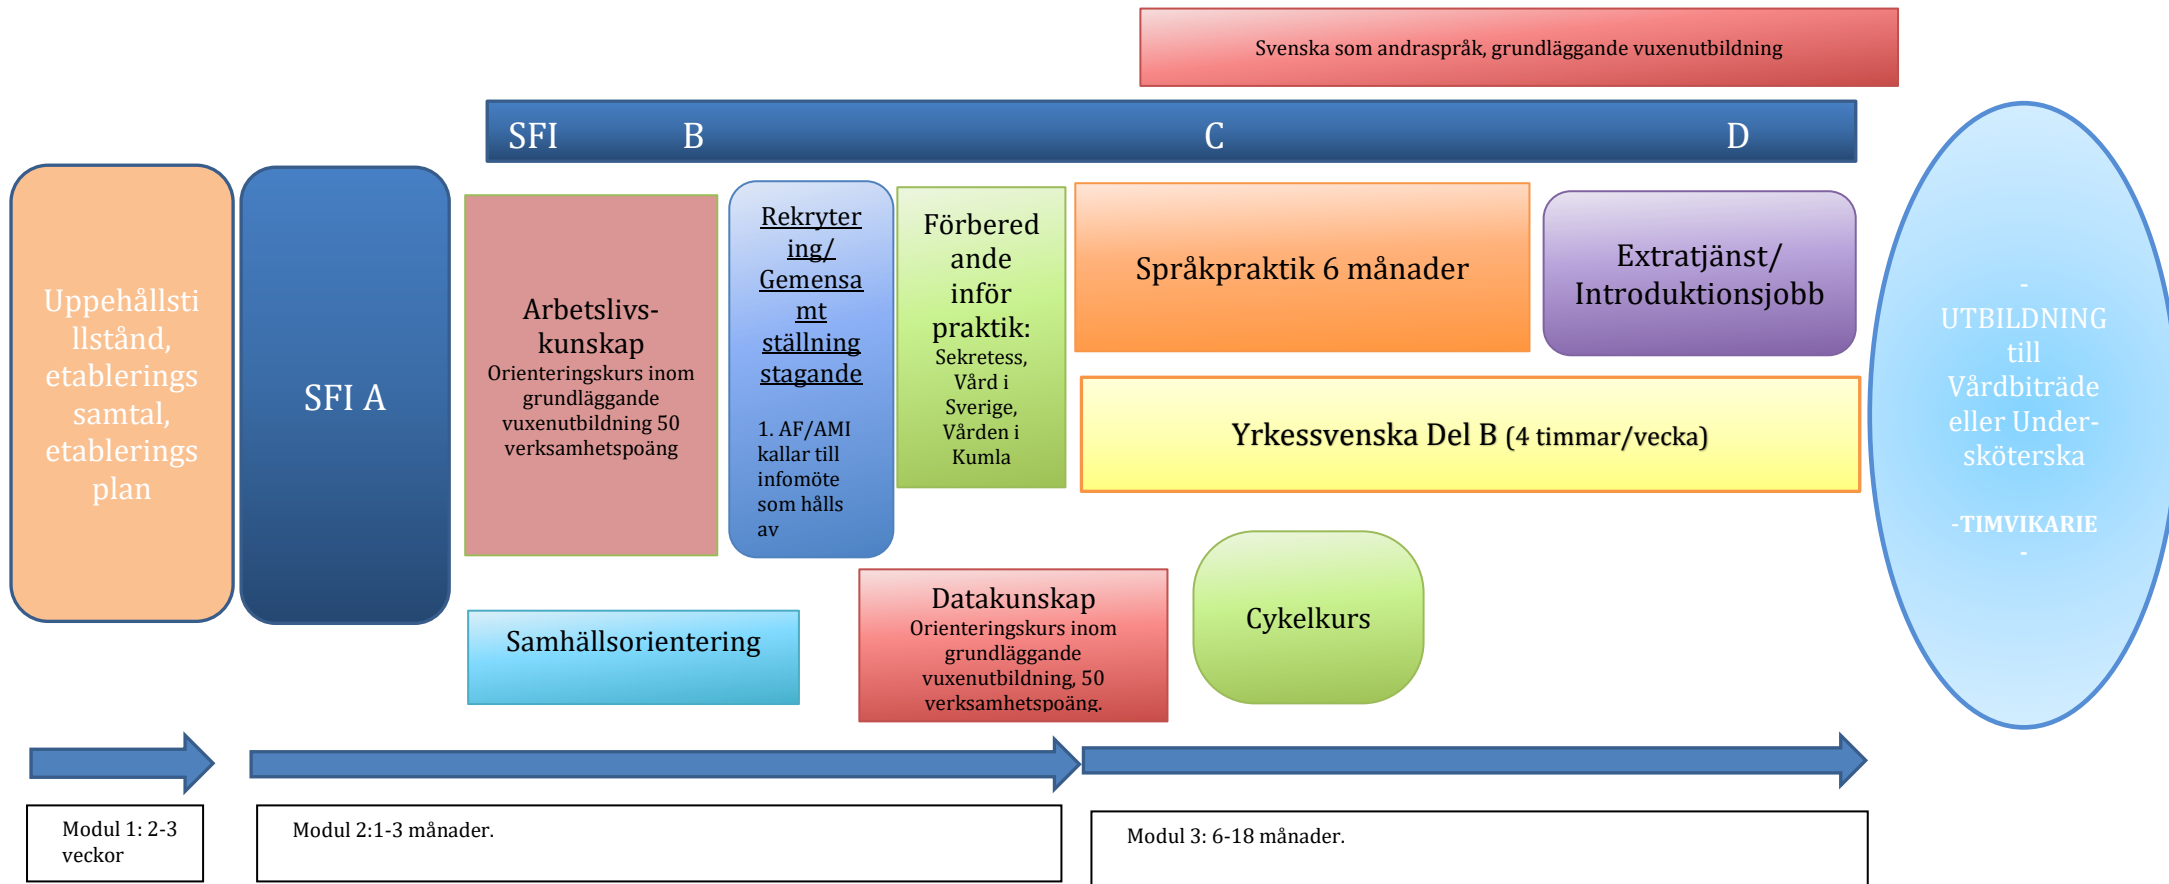 Svenska som andraspråk, grundläggande vuxenutbildning
SFI B C D
Uppehållsti
llstånd,
etablerings
samtal,
etablerings
plan
SFI A
Arbetslivs-
kunskap
Orienteringskurs inom
grundläggande
vuxenutbildning 50
verksamhetspoäng
Rekryter
ing/
Gemensa
mt
ställning
stagande
1. AF/AMI
kallar till
infomöte
som hålls
av
Förbered
ande
inför
praktik:
Sekretess,
Vård i
Sverige,
Vården i
Kumla
Språkpraktik 6 månader
Extratjänst/
Introduktionsjobb
Yrkessvenska Del B (4 timmar/vecka)
-
UTBILDNING
till
Vårdbiträde
eller Under-
sköterska
-TIMVIKARIE
-
Samhällsorientering
Datakunskap
Orienteringskurs inom
grundläggande
vuxenutbildning, 50
verksamhetspoäng.
Cykelkurs
Modul 1: 2-3
veckor
Modul 2:1-3 månader.
Modul 3: 6-18 månader.